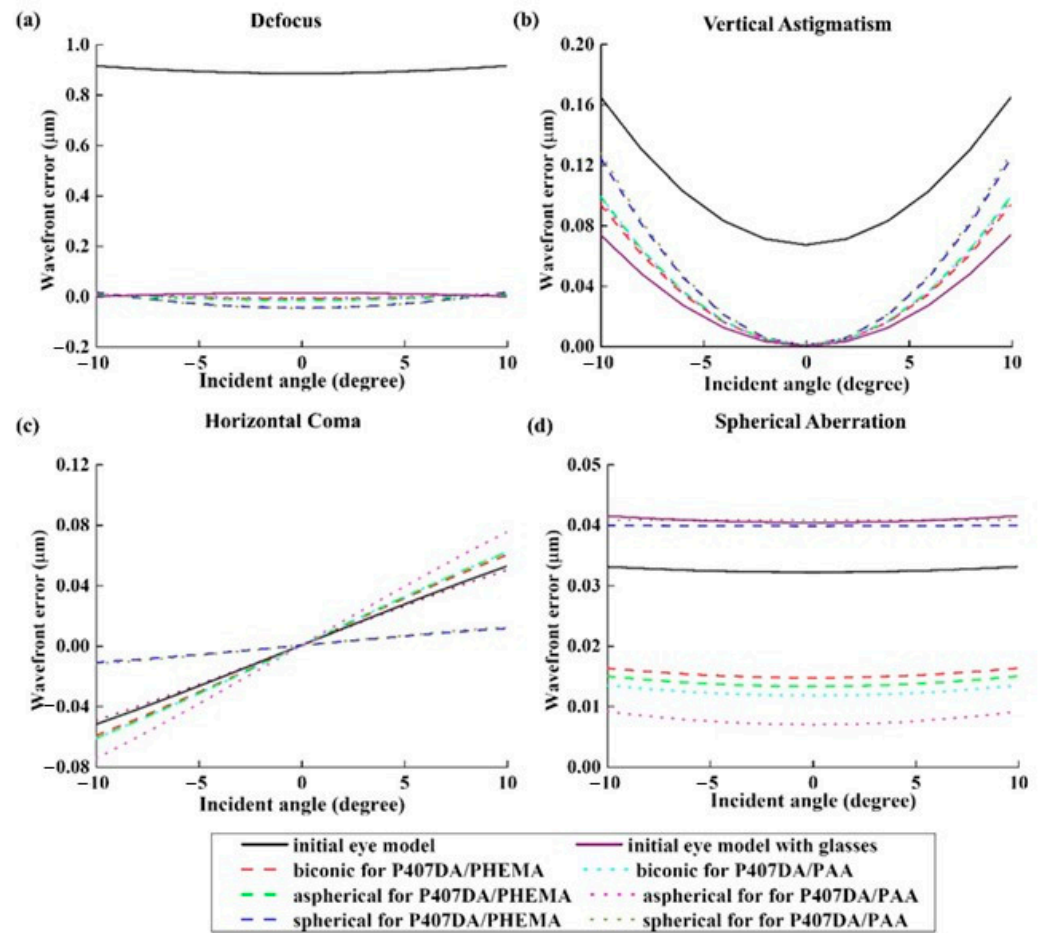 (a)
Defocus
Wavefront error (μm)
1.0
0.8
0.6
0.4
0.2
0.0
−0.2
−10
−5
0
5
10
Incident angle (degree)
(b)
Vertical Astigmatism
Wavefront error (μm)
0.20
0.16
0.12
0.08
0.04
0.00
−10
−5
0
5
10
Incident angle (degree)
(c)
Horizontal Coma
Wavefront error (μm)
0.12
0.08
0.04
0.00
−0.04
−0.08
−10
−5
0
5
10
Incident angle (degree)
(d)
Spherical Aberration
Wavefront error (μm)
0.05
0.04
0.03
0.02
0.01
0.00
−10
−5
0
5
10
Incident angle (degree)
initial eye model
initial eye model with glasses
biconic for P407DA/PHEMA
biconic for P407DA/PAA
aspherical for P407DA/PHEMA
aspherical for for P407DA/PAA
spherical for P407DA/PHEMA
spherical for for P407DA/PAA